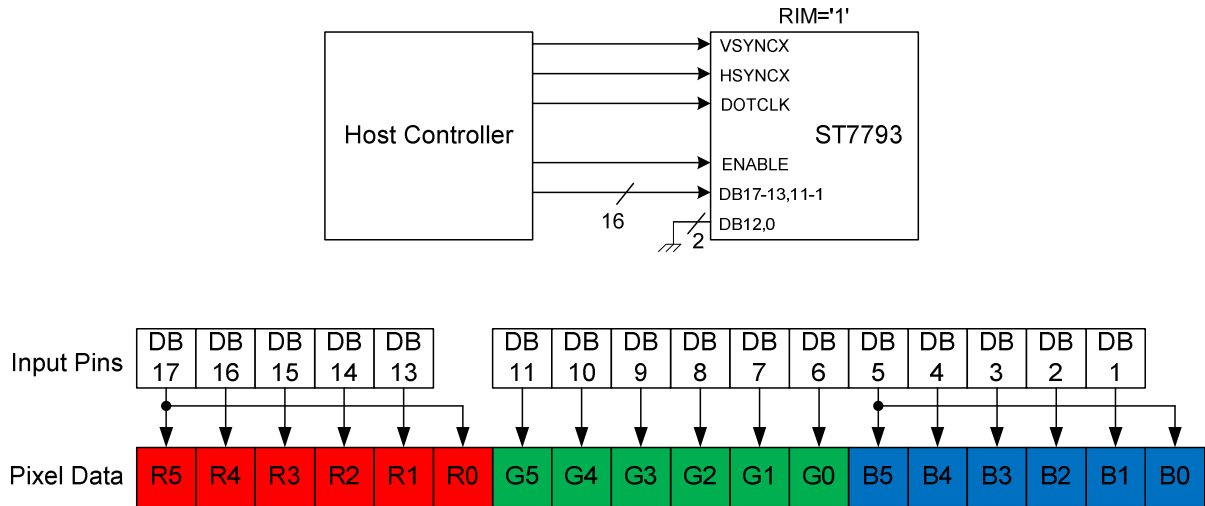 RIM='1'
Host Controller
VSYNCX
HSYNCX
DOTCLK
ST7793
ENABLE
DB17-13,11-1
16
DB12,0
2
Input Pins
DB 17 DB 16 DB 15 DB 14 DB 13 DB 11 DB 10 DB 9 DB 8 DB 7 DB 6 DB 5 DB 4 DB 3 DB 2 DB 1
Pixel Data R5 R4 R3 R2 R1 R0 G5 G4 G3 G2 G1 G0 B5 B4 B3 B2 B1 B0